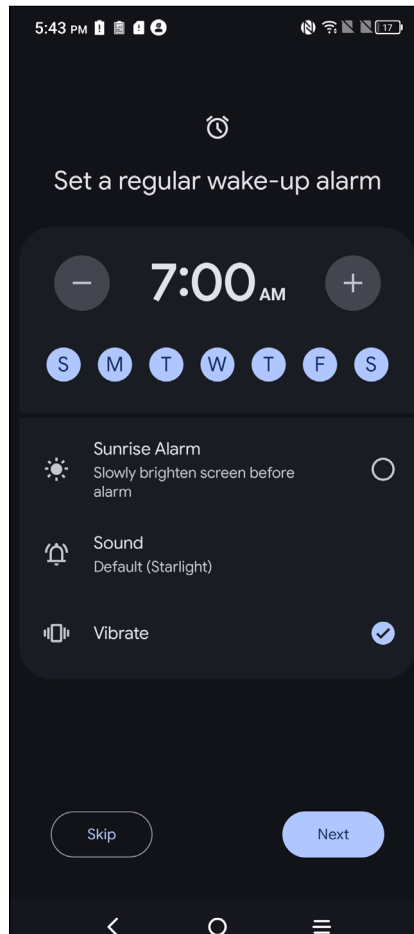 5:43 PM
17
Set a regular wake-up alarm
7:00 AM
S M T W T F S
Sunrise Alarm
Slowly brighten screen before
alarm
Sound
Default (Starlight)
Vibrate
Skip
Next